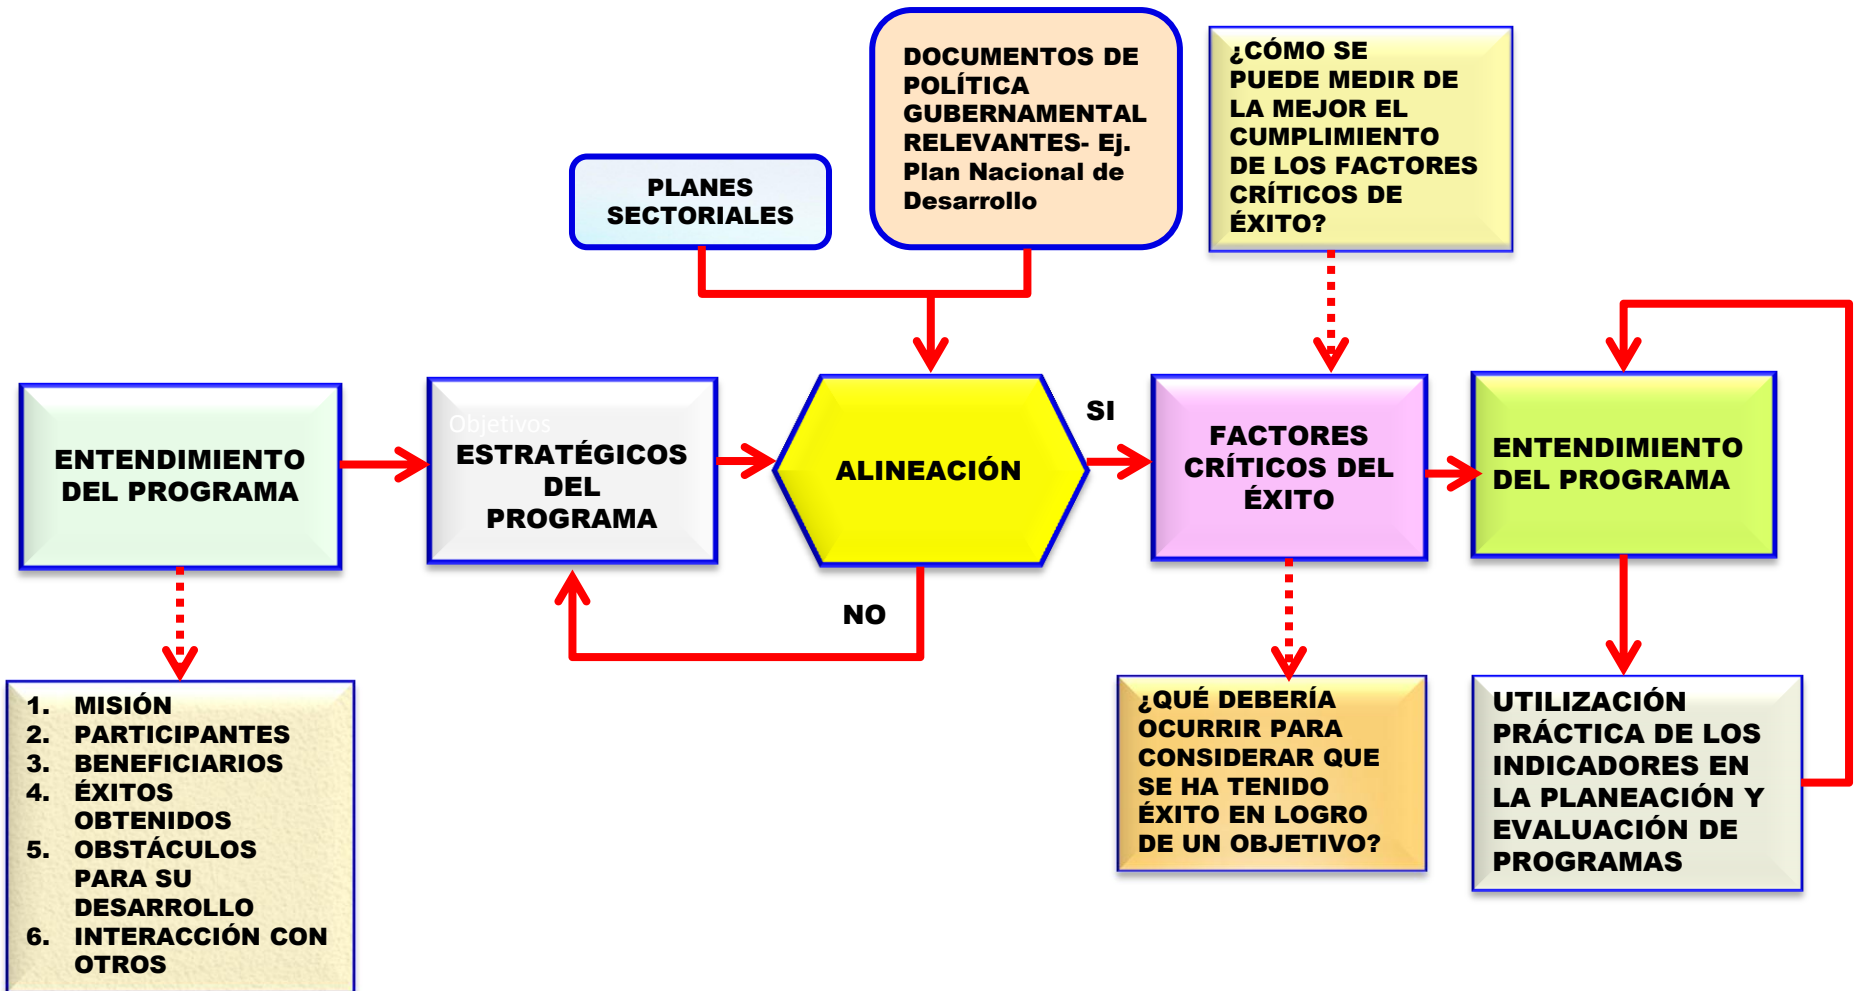 DOCUMENTOS DE
POLÍTICA
GUBERNAMENTAL
RELEVANTES- Ej.
Plan Nacional de
Desarrollo
¿CÓMO SE
PUEDE MEDIR DE
LA MEJOR EL
CUMPLIMIENTO
DE LOS FACTORES
CRÍTICOS DE
ÉXITO?
PLANES
SECTORIALES
ENTENDIMIENTO
DEL PROGRAMA
Objetivos
ESTRATÉGICOS
DEL
PROGRAMA
ALINEACIÓN
SI
NO
FACTORES
CRÍTICOS DEL
ÉXITO
ENTENDIMIENTO
DEL PROGRAMA
1. MISIÓN
2. PARTICIPANTES
3. BENEFICIARIOS
4. ÉXITOS
OBTENIDOS
5. OBSTÁCULOS
PARA SU
DESARROLLO
6. INTERACCIÓN CON
OTROS
¿QUÉ DEBERÍA
OCURRIR PARA
CONSIDERAR QUE
SE HA TENIDO
ÉXITO EN LOGRO
DE UN OBJETIVO?
UTILIZACIÓN
PRÁCTICA DE LOS
INDICADORES EN
LA PLANEACIÓN Y
EVALUACIÓN DE
PROGRAMAS